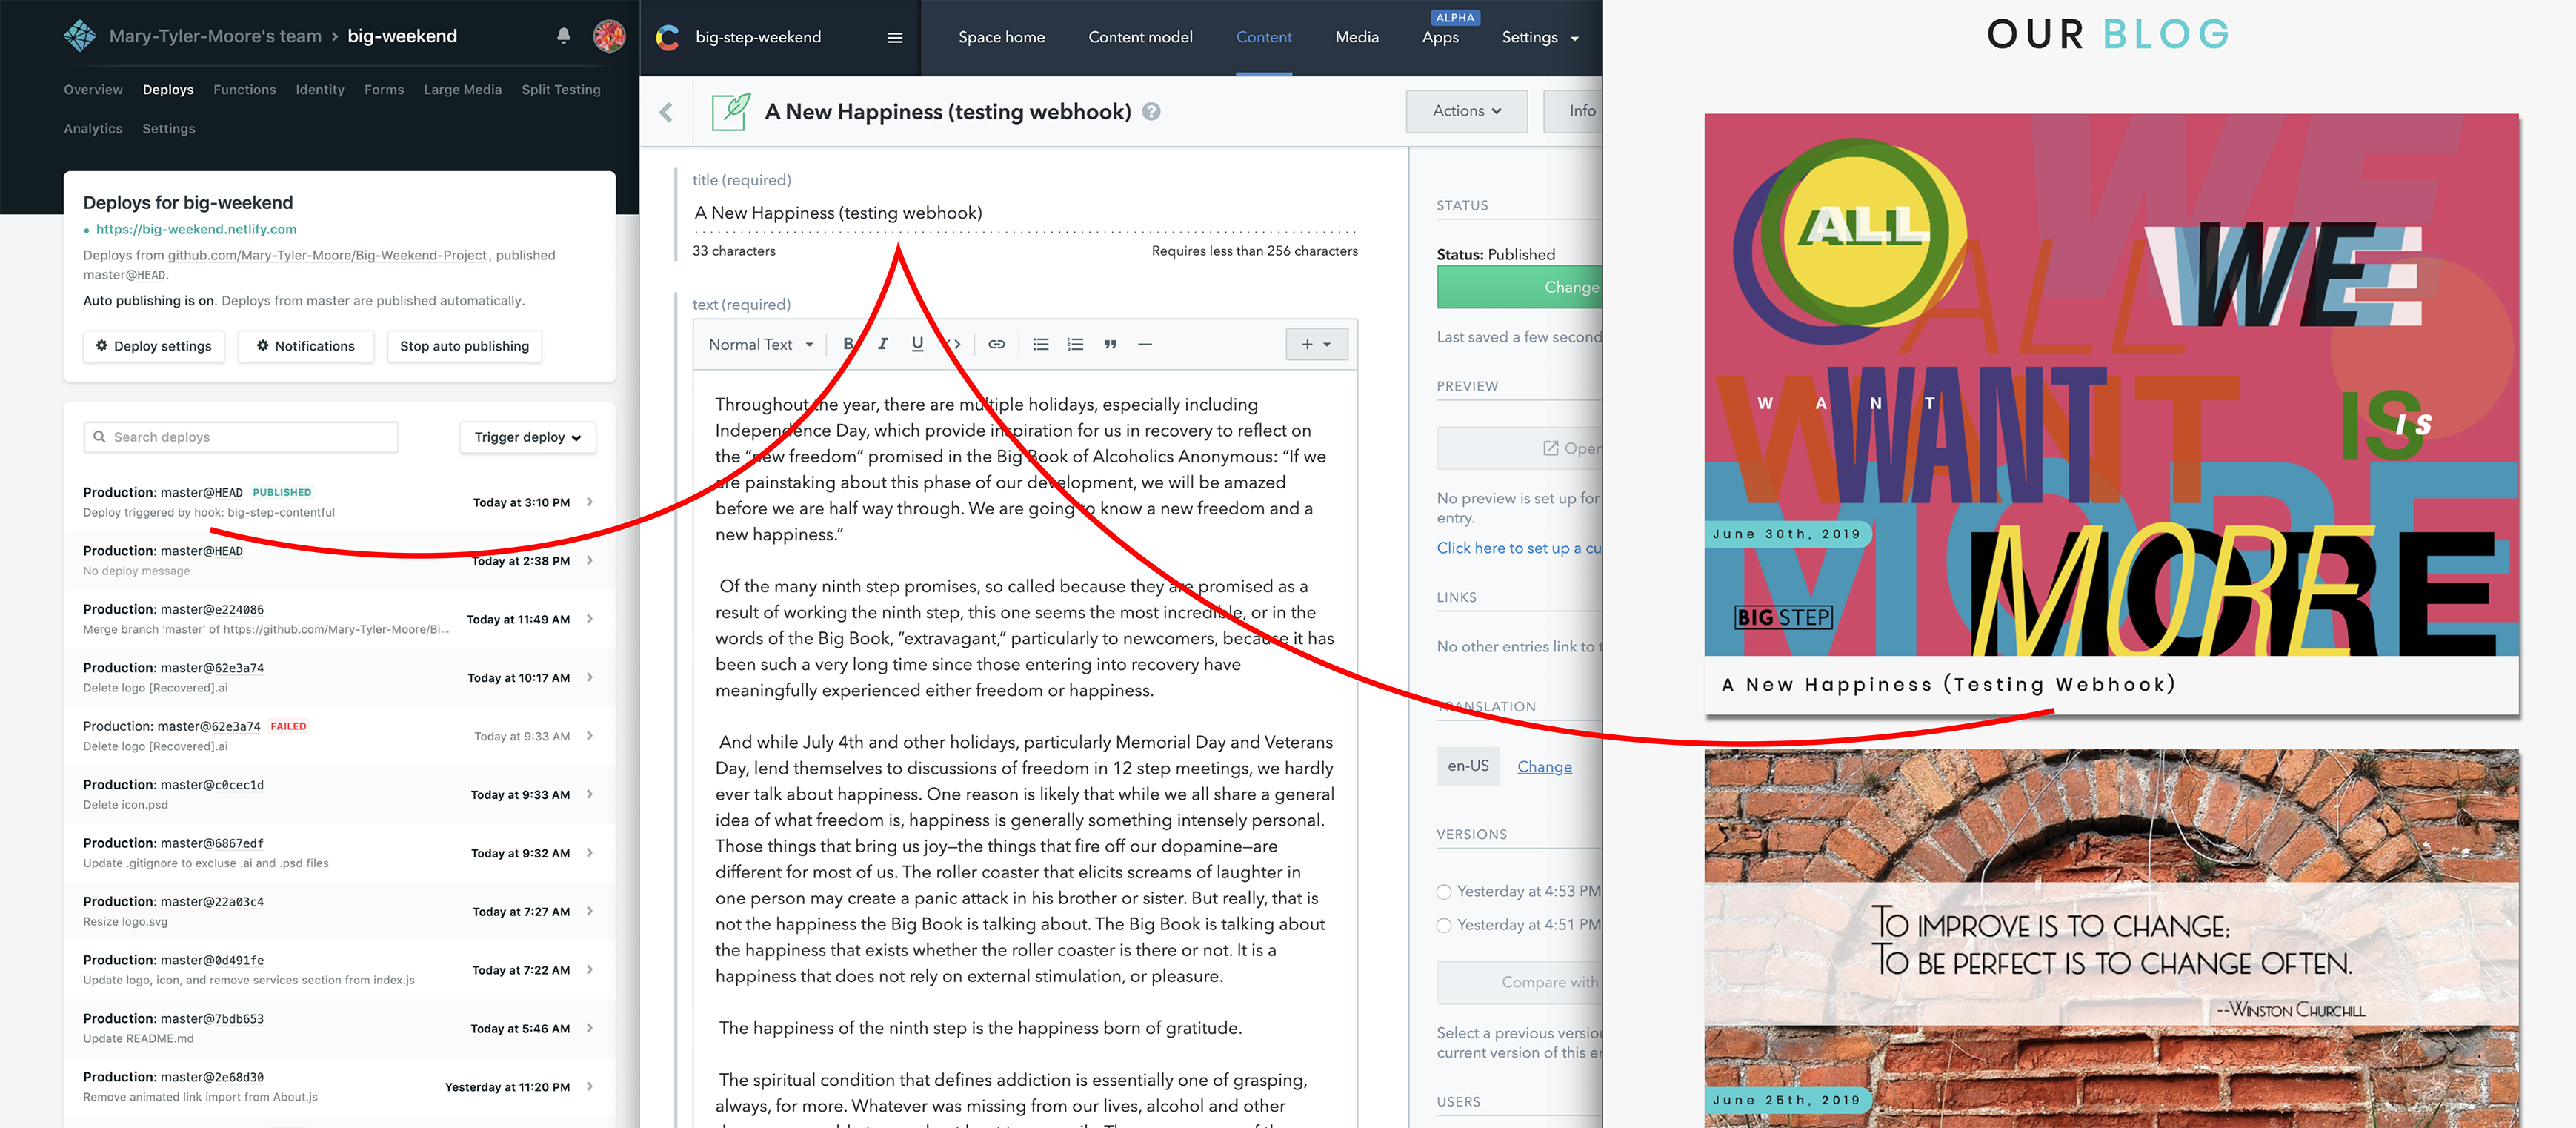 Mary-Tyler-Moore's team > big-weekend
Overview Deploys Functions Identity Forms Large Media Split Testing
Analytics Settings
Deploys for big-weekend
https://big-weekend.netlify.com
Deploys from github.com/Mary-Tyler-Moore/Big-Weekend-Project, published
master@HEAD.
Auto publishing is on. Deploys from master are published automatically.
Deploy settings Notifications Stop auto publishing
Search deploys Trigger deploy
Production: master@HEAD PUBLISHED Today at 3:10 PM
Deploy triggered by hook: big-step-contentful
Production: master@HEAD Today at 2:38 PM
No deploy message
Production: master@e224086 Today at 11:49 AM
Merge branch 'master' of https://github.com/Mary-Tyler-Moore/Bi...
Production: master@62e3a74 Today at 10:17 AM
Delete logo [Recovered].ai
Production: master@62e3a74 FAILED Today at 9:33 AM
Delete logo [Recovered].ai
Production: master@c0cec1d Today at 9:33 AM
Delete icon.psd
Production: master@6867edf Today at 9:32 AM
Update .gitignore to excluse .ai and .psd files
Production: master@22a03c4 Today at 7:27 AM
Resize logo.svg
Production: master@0d491fe Today at 7:22 AM
Update logo, icon, and remove services section from index.js
Production: master@7bdb653 Today at 5:46 AM
Update README.md
Production: master@2e68d30 Yesterday at 11:20 PM
Remove animated link import from About.js
big-step-weekend
ALPHA
Space home Content model Content Media Apps Settings
A New Happiness (testing webhook) ?
Actions Info
title (required)
A New Happiness (testing webhook)
33 characters Requires less than 256 characters
text (required)
Normal Text B I U <>
Throughout the year, there are multiple holidays, especially including
Independence Day, which provide inspiration for us in recovery to reflect on
the “new freedom” promised in the Big Book of Alcoholics Anonymous: “If we
are painstaking about this phase of our development, we will be amazed
before we are half way through. We are going to know a new freedom and a
new happiness.”
Of the many ninth step promises, so called because they are promised as a
result of working the ninth step, this one seems the most incredible, or in the
words of the Big Book, “extravagant,” particularly to newcomers, because it has
been such a very long time since those entering into recovery have
meaningfully experienced either freedom or happiness.
And while July 4th and other holidays, particularly Memorial Day and Veterans
Day, lend themselves to discussions of freedom in 12 step meetings, we hardly
ever talk about happiness. One reason is likely that while we all share a general
idea of what freedom is, happiness is generally something intensely personal.
Those things that bring us joy—the things that fire off our dopamine—are
different for most of us. The roller coaster that elicits screams of laughter in
one person may create a panic attack in his brother or sister. But really, that is
not the happiness the Big Book is talking about. The Big Book is talking about
the happiness that exists whether the roller coaster is there or not. It is a
happiness that does not rely on external stimulation, or pleasure.
The happiness of the ninth step is the happiness born of gratitude.
The spiritual condition that defines addiction is essentially one of grasping,
always, for more. Whatever was missing from our lives, alcohol and other
STATUS
Status: Published
Change
Last saved a few second
PREVIEW
Open
No preview is set up for
entry.
Click here to set up a cu
LINKS
No other entries link to t
TRANSLATION
en-US Change
VERSIONS
Yesterday at 4:53 PM
Yesterday at 4:51 PM
Compare with
Select a previous versio
current version of this e
USERS
OUR BLOG
ALL
ALL
WE
WE
WANT
WANT
WANT
IS
IS
MORE
MORE
MORE
June 30th, 2019
BIG STEP
A New Happiness (Testing Webhook)
TO IMPROVE IS TO CHANGE;
TO BE PERFECT IS TO CHANGE OFTEN.
--WINSTON CHURCHILL
June 25th, 2019